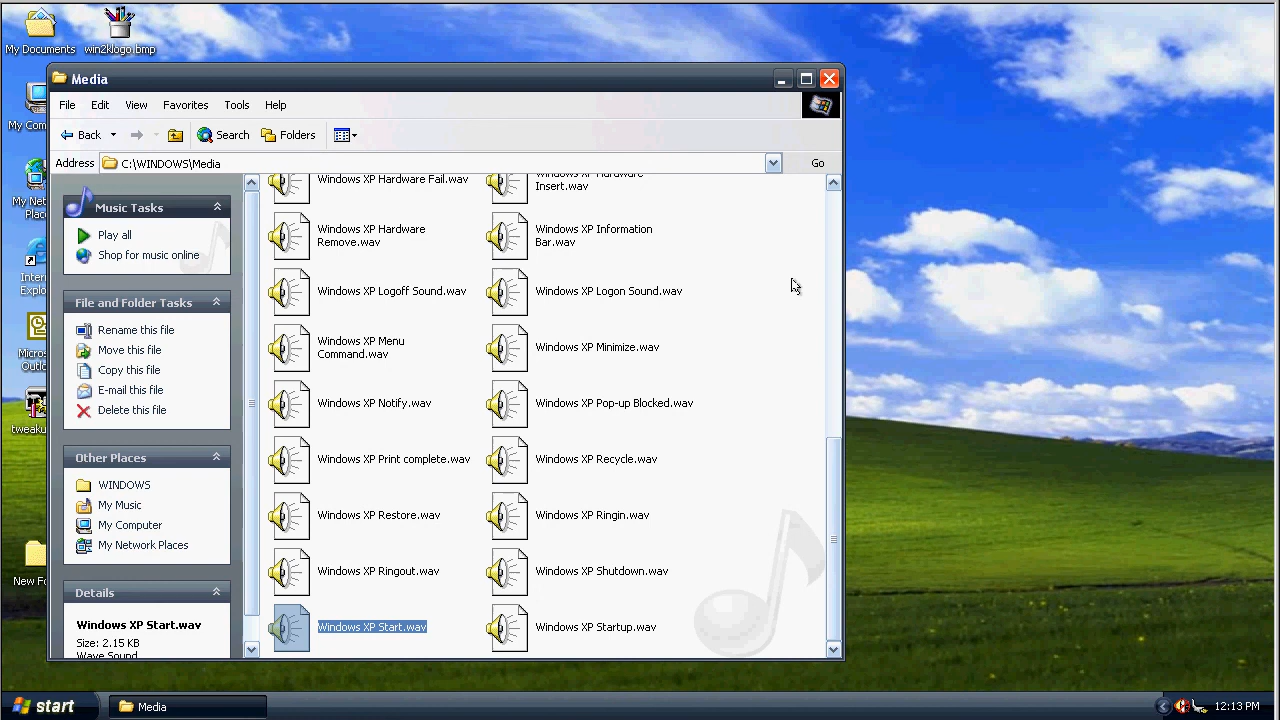 My Documents
win2klogo.bmp
Media
File
Favorites
Tools
Help
Back
Search
Folders
Address
C:\WINDOWS\Media
Go
Music Tasks
Play all
Shop for music online
File and Folder Tasks
Rename this file
Move this file
Copy this file
E-mail this file
Delete this file
Other Places
WINDOWS
My Music
My Computer
My Network Places
Details
Windows XP Start.wav
Size: 2.15 KB
Wave Sound
Windows XP Hardware Fail.wav
Windows XP Hardware
Insert.wav
Windows XP Hardware
Remove.wav
Windows XP Information
Bar.wav
Windows XP Logoff Sound.wav
Windows XP Logon Sound.wav
Windows XP Menu
Command.wav
Windows XP Minimize.wav
Windows XP Notify.wav
Windows XP Pop-up Blocked.wav
Windows XP Print complete.wav
Windows XP Recycle.wav
Windows XP Restore.wav
Windows XP Ringin.wav
Windows XP Ringout.wav
Windows XP Shutdown.wav
Windows XP Start.wav
Windows XP Startup.wav
My Com
My Net
Place
Intern
Explo
Micros
Outlo
tweaku
New Fo
start
Media
12:13 PM